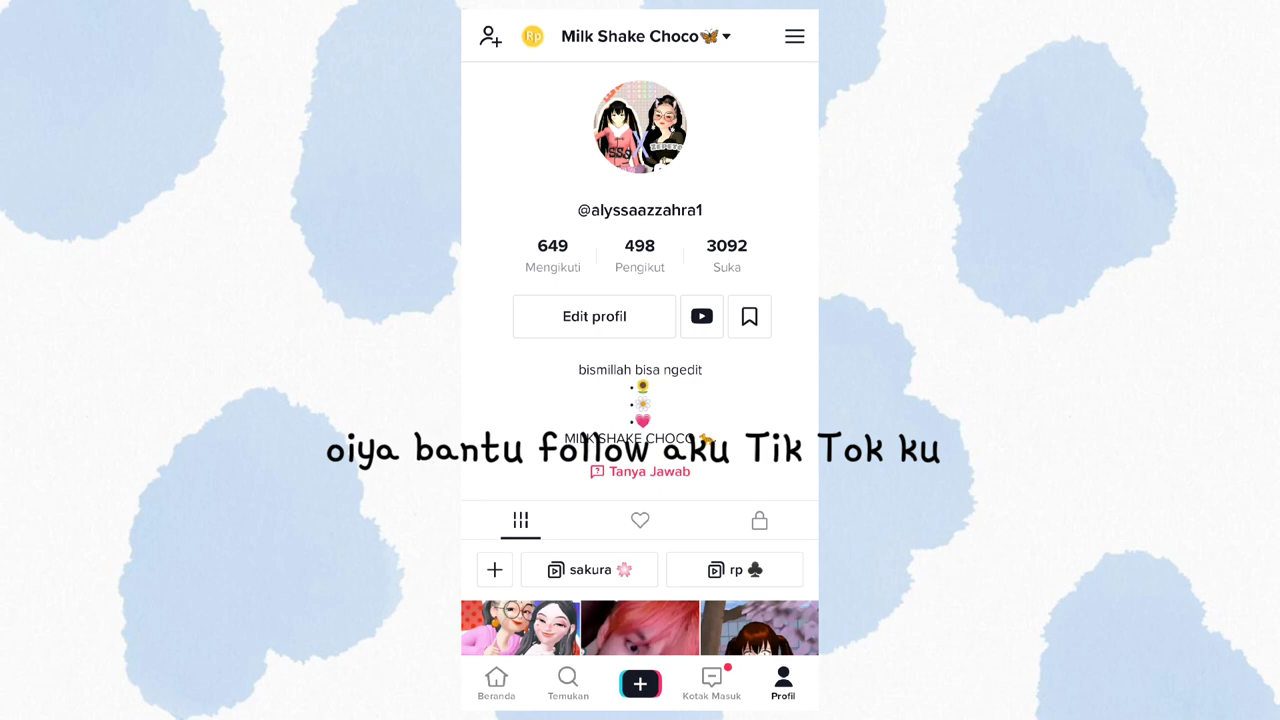 Rp Milk Shake Choco🦋
@alyssaazzahra1
649 498 3092
Mengikuti Pengikut Suka
Edit profil
bismillah bisa ngedit
•🌻
•🌼
•💗
MILK SHAKE CHOCO
oiya bantu follow aku Tik Tok ku
Tanya Jawab
sakura 🌸 rp ♣️
Beranda Temukan Kotak Masuk Profil